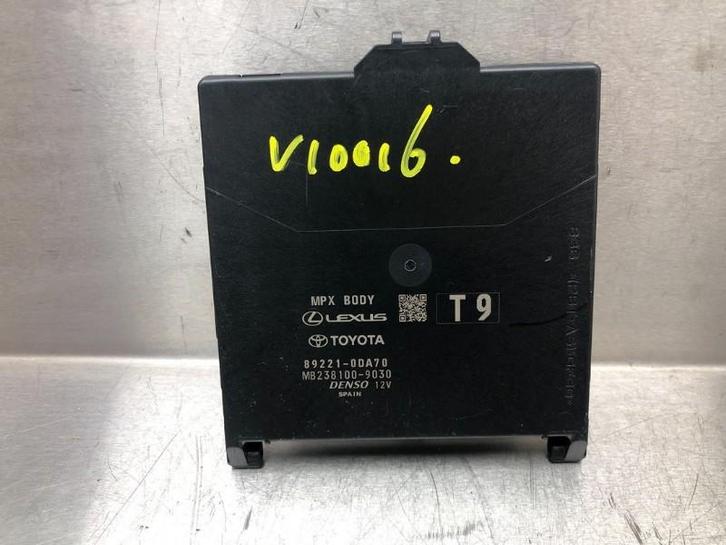 V10016.
MPX BODY
LEXUS
T9
TOYOTA
89221-0DA70
MB238100-9030
DENSO 12V
SPAIN